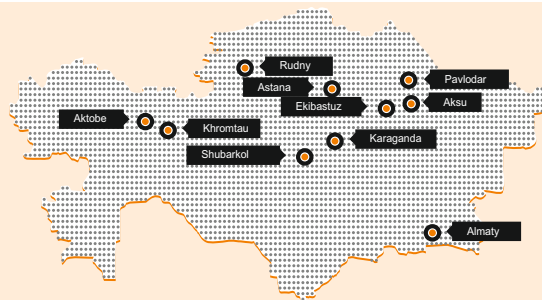 Rudny
Astana
Pavlodar
Ekibastuz
Aksu
Aktobe
Khromtau
Karaganda
Shubarkol
Almaty